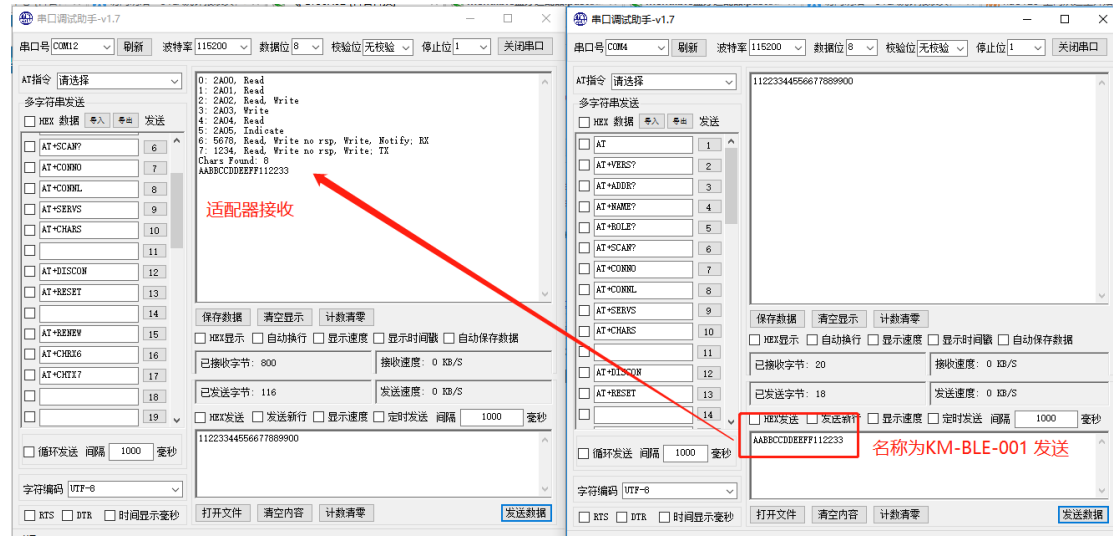 串口调试助手-v1.7
串口号 COM12 刷新 波特率 115200 数据位 8 校验位 无校验 停止位 1 关闭串口
AT指令 请选择
多字符串发送
HEX 数据 导入 导出 发送
AT+SCAN? 6
AT+CONN0 7
AT+CONNL 8
AT+SERVS 9
AT+CHARS 10
11
AT+DISCON 12
AT+RESET 13
14
AT+RENEW 15
AT+CHRX6 16
AT+CHTX7 17
18
19
循环发送 间隔 1000 毫秒
字符编码 UTF-8
RTS DTR 时间显示毫秒
0: 2A00, Read
1: 2A01, Read
2: 2A02, Read, Write
3: 2A03, Write
4: 2A04, Read
5: 2A05, Indicate
6: 5678, Read, Write no rsp, Write, Notify; RX
7: 1234, Read, Write no rsp, Write; TX
Chars Found: 8
AABBCCDDEEFF112233
适配器接收
保存数据 清空显示 计数清零
HEX显示 自动换行 显示速度 显示时间戳 自动保存数据
已接收字节: 800 接收速度: 0 KB/S
已发送字节: 116 发送速度: 0 KB/S
HEX发送 发送新行 显示速度 定时发送 间隔 1000 毫秒
11223344556677889900
打开文件 清空内容 计数清零 发送数据
串口调试助手-v1.7
串口号 COM4 刷新 波特率 115200 数据位 8 校验位 无校验 停止位 1 关闭串口
AT指令 请选择
多字符串发送
HEX 数据 导入 导出 发送
AT 1
AT+VERS? 2
AT+ADDR? 3
AT+NAME? 4
AT+ROLE? 5
AT+SCAN? 6
AT+CONN0 7
AT+CONNL 8
AT+SERVS 9
AT+CHARS 10
11
AT+DISCON 12
AT+RESET 13
14
循环发送 间隔 1000 毫秒
字符编码 UTF-8
RTS DTR 时间显示毫秒
11223344556677889900
保存数据 清空显示 计数清零
HEX显示 自动换行 显示速度 显示时间戳 自动保存数据
已接收字节: 20 接收速度: 0 KB/S
已发送字节: 18 发送速度: 0 KB/S
HEX发送 发送新行 显示速度 定时发送 间隔 1000 毫秒
AABBCCDDEEFF112233
名称为KM-BLE-001 发送
打开文件 清空内容 计数清零 发送数据